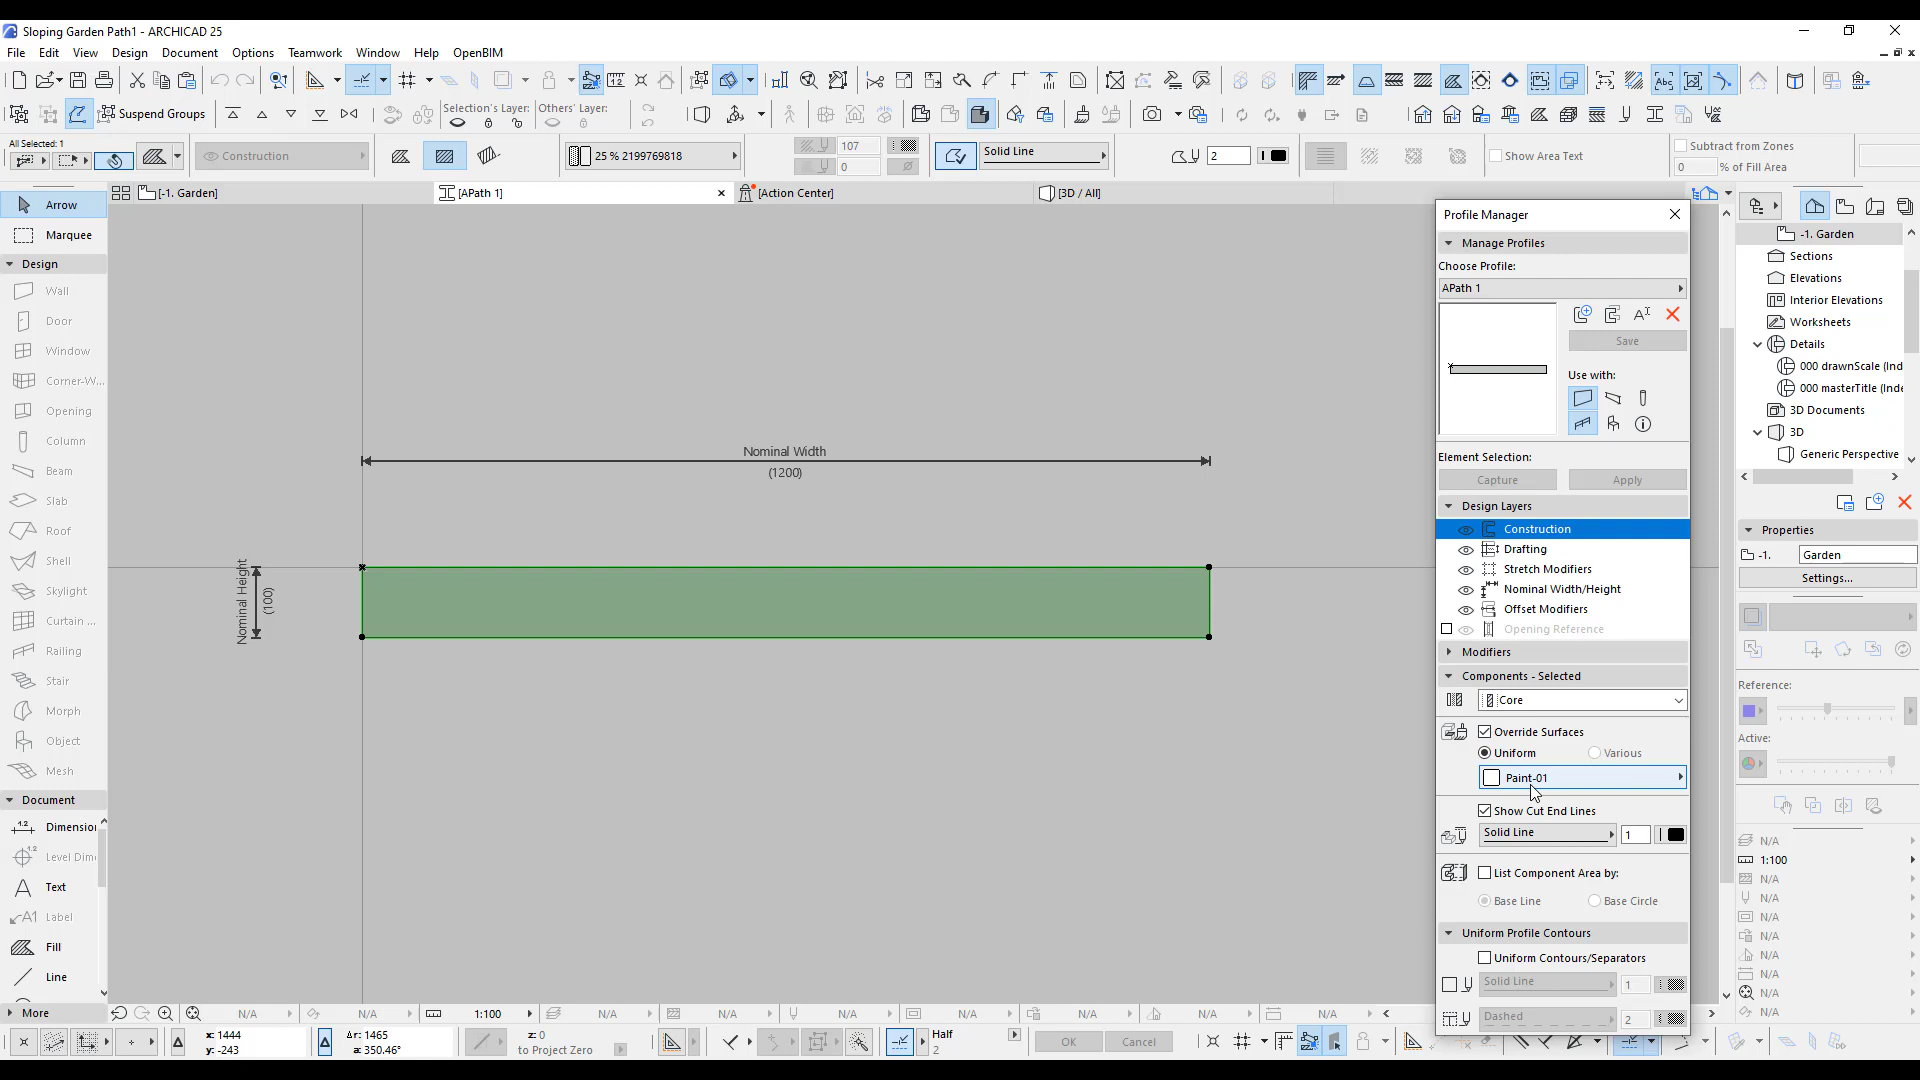 Sloping Garden Path1 - ARCHICAD 25
File Edit View Design Document Options Teamwork Window Help OpenBIM
Suspend Groups
Selection's Layer:
Others' Layer:
All Selected: 1
Construction
25 % 2199769818
107
0
Solid Line
2
Show Area Text
Subtract from Zones
0
% of Fill Area
[-1. Garden]
[APath 1]
[Action Center]
[3D / All]
Arrow
Marquee
Design
Wall
Door
Window
Corner-W...
Opening
Column
Beam
Slab
Roof
Shell
Skylight
Curtain ...
Railing
Stair
Morph
Object
Mesh
Document
Dimension
Level Dim
Text
A1 Label
Fill
Line
More
Nominal Width
(1200)
Nominal Height
(100)
Profile Manager
Manage Profiles
Choose Profile:
APath 1
Save
Use with:
Element Selection:
Capture
Apply
Design Layers
Construction
Drafting
Stretch Modifiers
Nominal Width/Height
Offset Modifiers
Opening Reference
Modifiers
Components - Selected
Core
Override Surfaces
Uniform
Various
Paint-01
Show Cut End Lines
Solid Line
1
List Component Area by:
Base Line
Base Circle
Uniform Profile Contours
Uniform Contours/Separators
Solid Line
1
Dashed
2
-1. Garden
Sections
Elevations
Interior Elevations
Worksheets
Details
000 drawnScale (Ind
000 masterTitle (Inde
3D Documents
3D
Generic Perspective
Properties
-1.
Garden
Settings...
Reference:
Active:
N/A
1:100
N/A
N/A
N/A
N/A
N/A
N/A
N/A
N/A
N/A
N/A
1:100
N/A
N/A
N/A
N/A
N/A
N/A
N/A
x: 1444
y: -243
Δr: 1465
a: 350.46°
z: 0
to Project Zero
Half
2
OK
Cancel